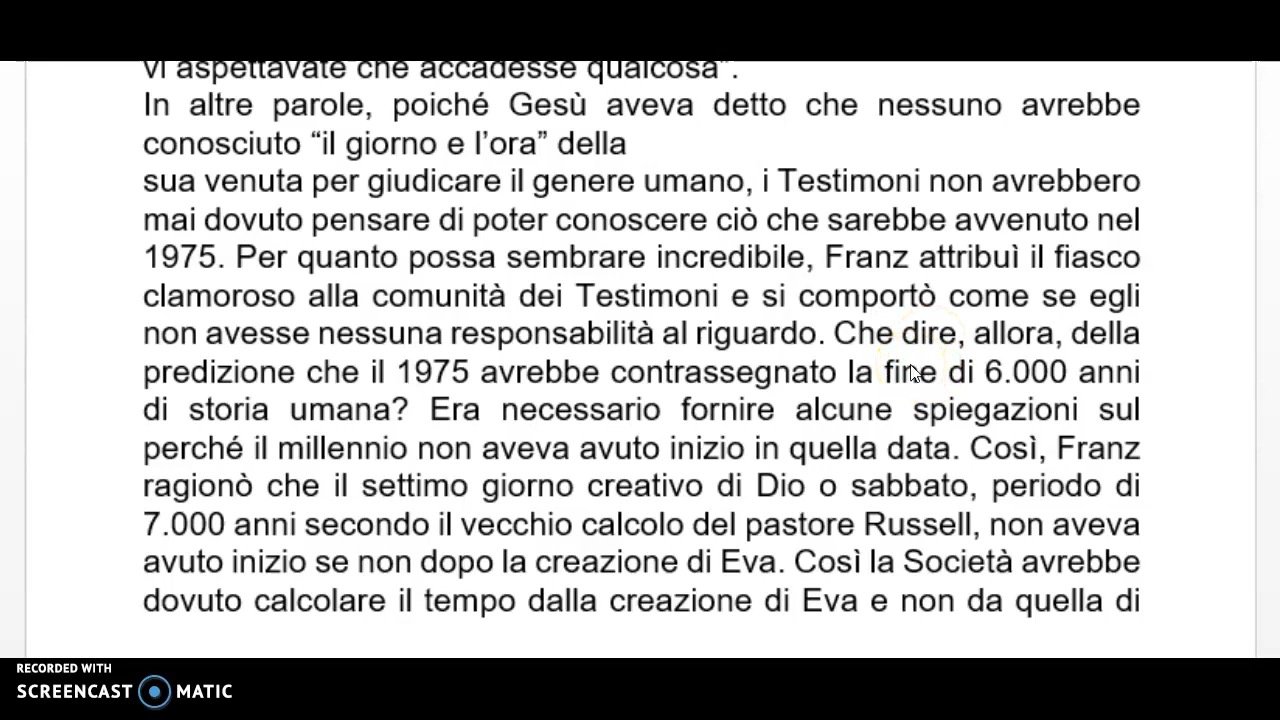 vi aspettavate che accadesse qualcosa”.
In altre parole, poiché Gesù aveva detto che nessuno avrebbe
conosciuto “il giorno e l’ora” della
sua venuta per giudicare il genere umano, i Testimoni non avrebbero
mai dovuto pensare di poter conoscere ciò che sarebbe avvenuto nel
1975. Per quanto possa sembrare incredibile, Franz attribuì il fiasco
clamoroso alla comunità dei Testimoni e si comportò come se egli
non avesse nessuna responsabilità al riguardo. Che dire, allora, della
predizione che il 1975 avrebbe contrassegnato la fine di 6.000 anni
di storia umana? Era necessario fornire alcune spiegazioni sul
perché il millennio non aveva avuto inizio in quella data. Così, Franz
ragionò che il settimo giorno creativo di Dio o sabbato, periodo di
7.000 anni secondo il vecchio calcolo del pastore Russell, non aveva
avuto inizio se non dopo la creazione di Eva. Così la Società avrebbe
dovuto calcolare il tempo dalla creazione di Eva e non da quella di
RECORDED WITH
SCREENCAST MATIC